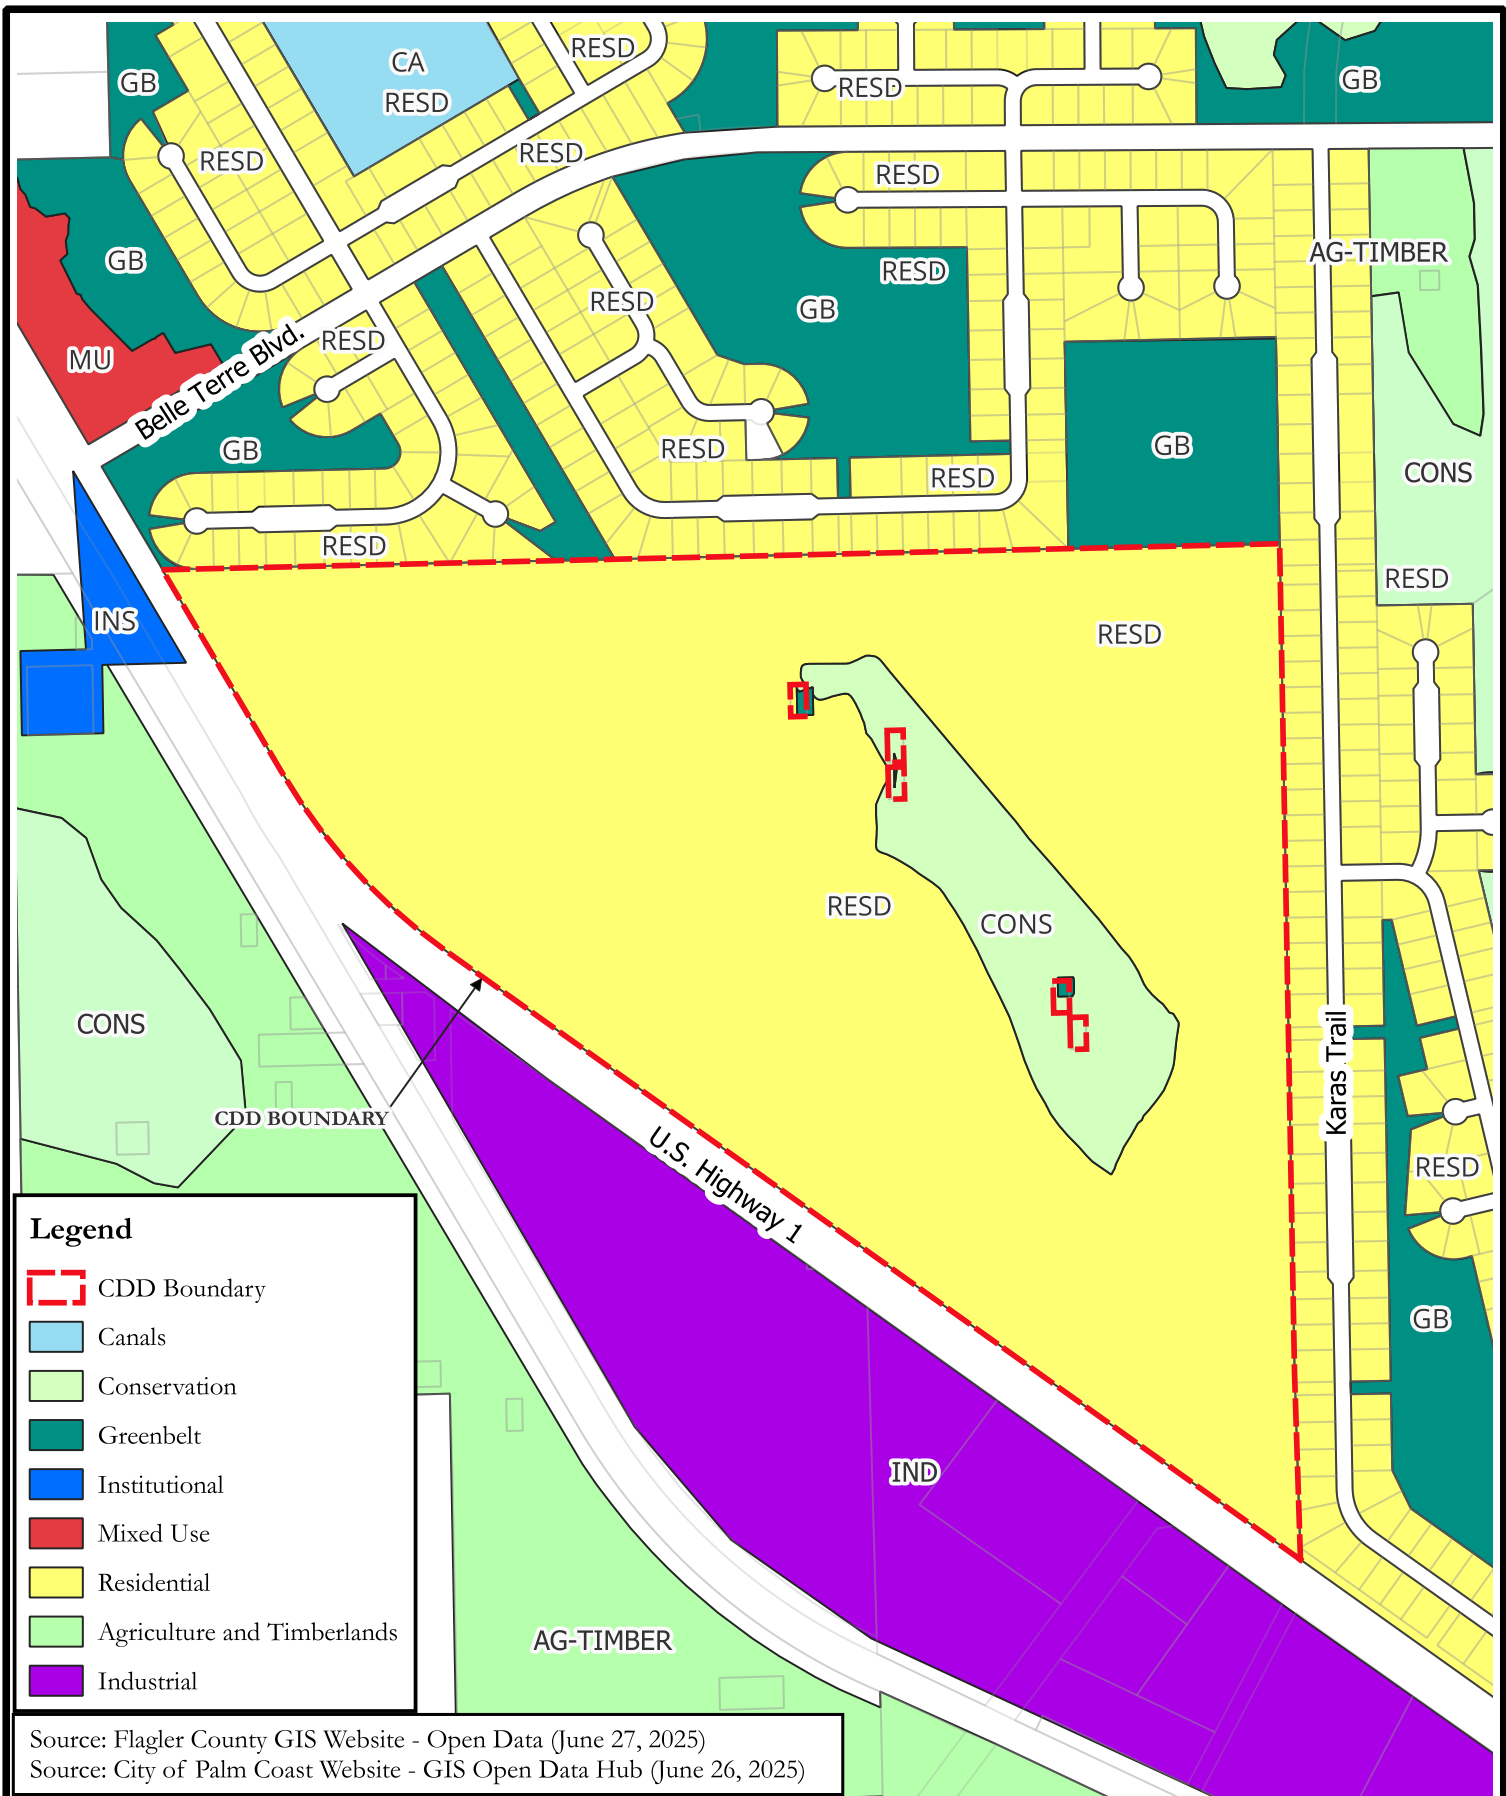 CA
RESD
RESD
GB
RESD
GB
RESD
RESD
RESD
GB
AG-TIMBER
RESD
RESD
GB
RESD
MU
Belle Terre Blvd.
GB
RESD
RESD
GB
CONS
RESD
RESD
INS
RESD
RESD
CONS
CONS
CDD BOUNDARY
Karas Trail
U.S. Highway 1
RESD
GB
IND
AG-TIMBER
Legend
CDD Boundary
Canals
Conservation
Greenbelt
Institutional
Mixed Use
Residential
Agriculture and Timberlands
Industrial
Source: Flagler County GIS Website - Open Data (June 27, 2025)
Source: City of Palm Coast Website - GIS Open Data Hub (June 26, 2025)